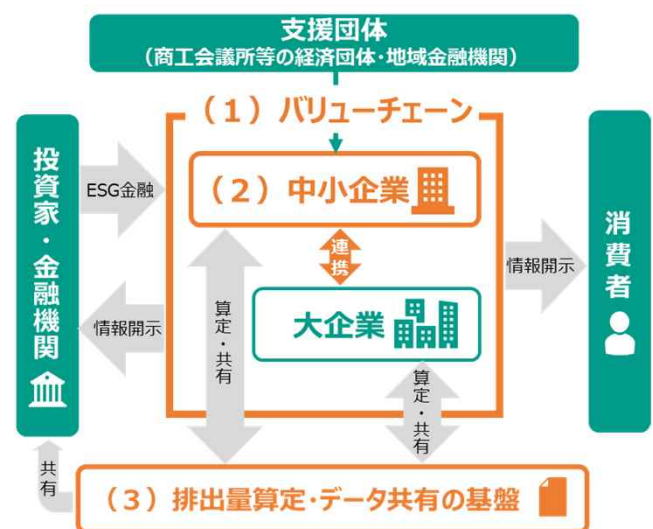 支援団体
（商工会議所等の経済団体・地域金融機関）
（１）バリューチェーン
投資家・金融機関
ESG金融
（２）中小企業
連携
消費者
情報開示
情報開示
算定・共有
大企業
算定・共有
共有
（３）排出量算定・データ共有の基盤